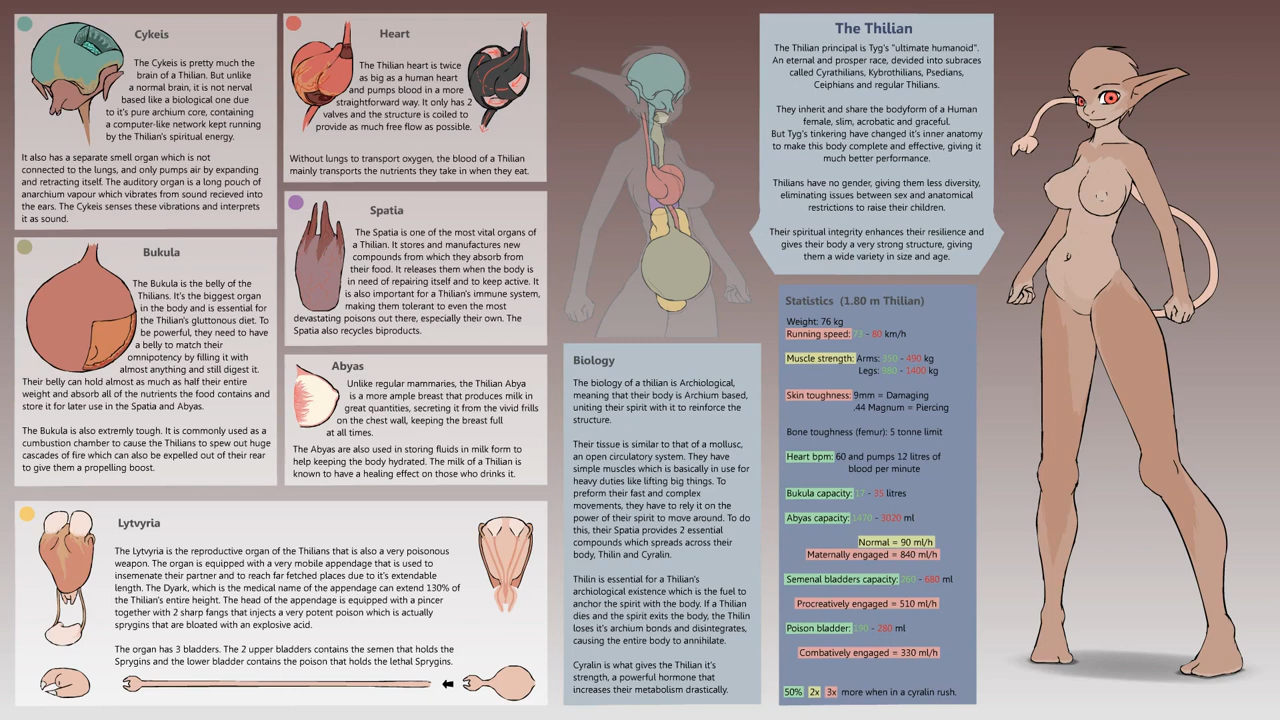 Cykeis
The Cykeis is pretty much the
brain of a Thilian. But unlike
a normal brain, it is not nerval
based like a biological one due
to it's pure archium core, containing
a computer-like network kept running
by the Thilian's spiritual energy.
It also has a separate smell organ which is not
connected to the lungs, and only pumps air by expanding
and retracting itself. The auditory organ is a long pouch of
anarchium vapour which vibrates from sound recieved into
the ears. The Cykeis senses these vibrations and interprets
it as sound.
Heart
The Thilian heart is twice
as big as a human heart
and pumps blood in a more
straightforward way. It only has 2
valves and the structure is coiled to
provide as much free flow as possible.
Without lungs to transport oxygen, the blood of a Thilian
mainly transports the nutrients they take in when they eat.
Bukula
The Bukula is the belly of the
Thilians. It's the biggest organ
in the body and is essential for
the Thilian's gluttonous diet. To
be powerful, they need to have
a belly to match their
omnipotency by filling it with
almost anything and still digest it.
Their belly can hold almost as much as half their entire
weight and absorb all of the nutrients the food contains and
store it for later use in the Spatia and Abyas.
The Bukula is also extremly tough. It is commonly used as a
cumbustion chamber to cause the Thilians to spew out huge
cascades of fire which can also be expelled out of their rear
to give them a propelling boost.
Spatia
The Spatia is one of the most vital organs of
a Thilian. It stores and manufactures new
compounds from which they absorb from
their food. It releases them when the body is
in need of repairing itself and to keep active. It
is also important for a Thilian's immune system,
making them tolerant to even the most
devastating poisons out there, especially their own. The
Spatia also recycles biproducts.
Abyas
Unlike regular mammaries, the Thilian Abya
is a more ample breast that produces milk in
great quantities, secreting it from the vivid frills
on the chest wall, keeping the breast full
at all times.
The Abyas are also used in storing fluids in milk form to
help keeping the body hydrated. The milk of a Thilian is
known to have a healing effect on those who drinks it.
Lytvyria
The Lytvyria is the reproductive organ of the Thilians that is also a very poisonous
weapon. The organ is equipped with a very mobile appendage that is used to
insemenate their partner and to reach far fetched places due to it's extendable
length. The Dyark, which is the medical name of the appendage can extend 130% of
the Thilian's entire height. The head of the appendage is equipped with a pincer
together with 2 sharp fangs that injects a very potent poison which is actually
sprygins that are bloated with an explosive acid.
The organ has 3 bladders. The 2 upper bladders contains the semen that holds the
Sprygins and the lower bladder contains the poison that holds the lethal Sprygins.
Biology
The biology of a thilian is Archiological,
meaning that their body is Archium based,
uniting their spirit with it to reinforce the
structure.
Their tissue is similar to that of a mollusc,
an open circulatory system. They have
simple muscles which is basically in use for
heavy duties like lifting big things. To
preform their fast and complex
movements, they have to rely it on the
power of their spirit to move around. To do
this, their Spatia provides 2 essential
compounds which spreads across their
body, Thilin and Cyralin.
Thilin is essential for a Thilian's
archiological existence which is the fuel to
anchor the spirit with the body. If a Thilian
dies and the spirit exits the body, the Thilin
loses it's archium bonds and disintegrates,
causing the entire body to annihilate.
Cyralin is what gives the Thilian it's
strength, a powerful hormone that
increases their metabolism drastically.
The Thilian
The Thilian principal is Tyg's "ultimate humanoid".
An eternal and prosper race, devided into subraces
called Cyrathilians, Kybrothilians, Psedians,
Ceiphians and regular Thilians.
They inherit and share the bodyform of a Human
female, slim, acrobatic and graceful.
But Tyg's tinkering have changed it's inner anatomy
to make this body complete and effective, giving it
much better performance.
Thilians have no gender, giving them less diversity,
eliminating issues between sex and anatomical
restrictions to raise their children.
Their spiritual integrity enhances their resilience and
gives their body a very strong structure, giving
them a wide variety in size and age.
Statistics (1.80 m Thilian)
Weight: 76 kg
Running speed: - 80 km/h
Muscle strength: Arms: 350 - 490 kg
Legs: 980 - 1400 kg
Skin toughness: 9mm = Damaging
.44 Magnum = Piercing
Bone toughness (femur): 5 tonne limit
Heart bpm: 60 and pumps 12 litres of
blood per minute
Bukula capacity: 17 - 35 litres
Abyas capacity: 1470 - 3020 ml
Normal = 90 ml/h
Maternally engaged = 840 ml/h
Semenal bladders capacity: - 680 ml
Procreatively engaged = 510 ml/h
Poison bladder: 190 - 280 ml
Combatively engaged = 330 ml/h
50% 2x 3x more when in a cyralin rush.